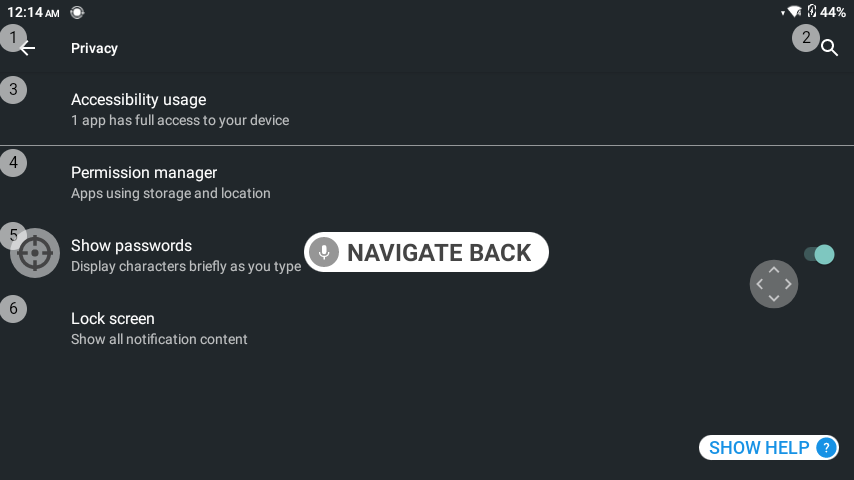 12:14 AM 44%
1 Privacy 2
3
Accessibility usage
1 app has full access to your device
4
Permission manager
Apps using storage and location
5
Show passwords
Display characters briefly as you type
NAVIGATE BACK
6
Lock screen
Show all notification content
SHOW HELP ?